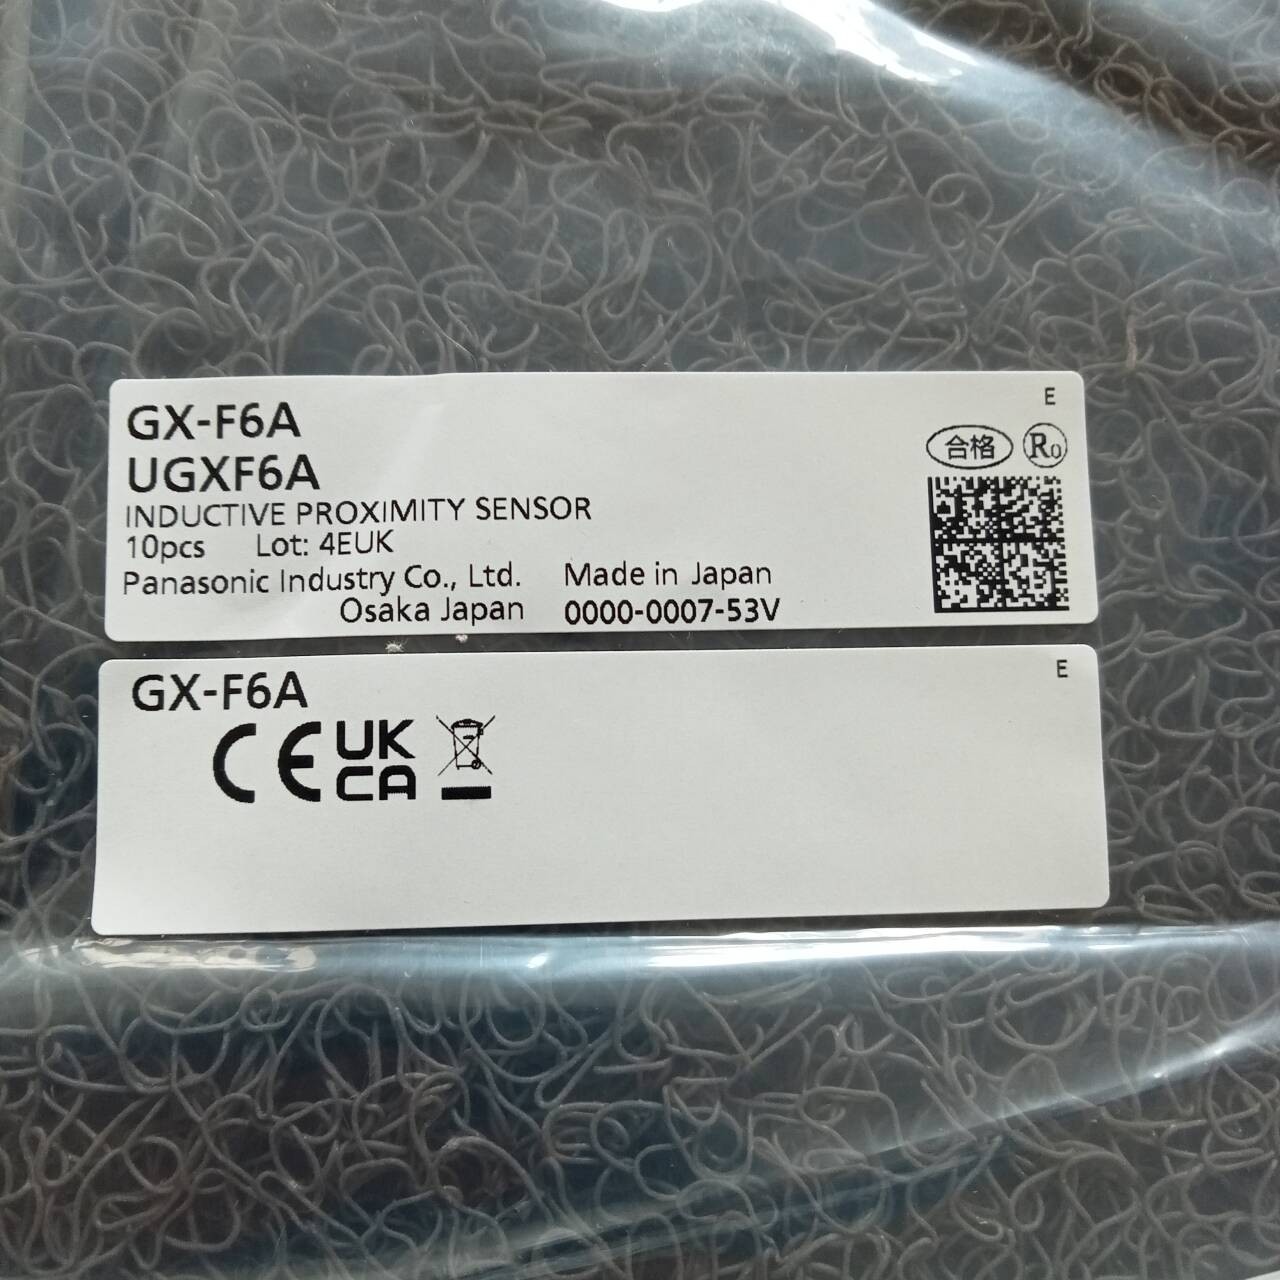 E
GX-F6A
合格 R0
UGXF6A
INDUCTIVE PROXIMITY SENSOR
10pcs Lot: 4EUK
Panasonic Industry Co., Ltd. Made in Japan
Osaka Japan 0000-0007-53V
E
GX-F6A
CE UK
CA